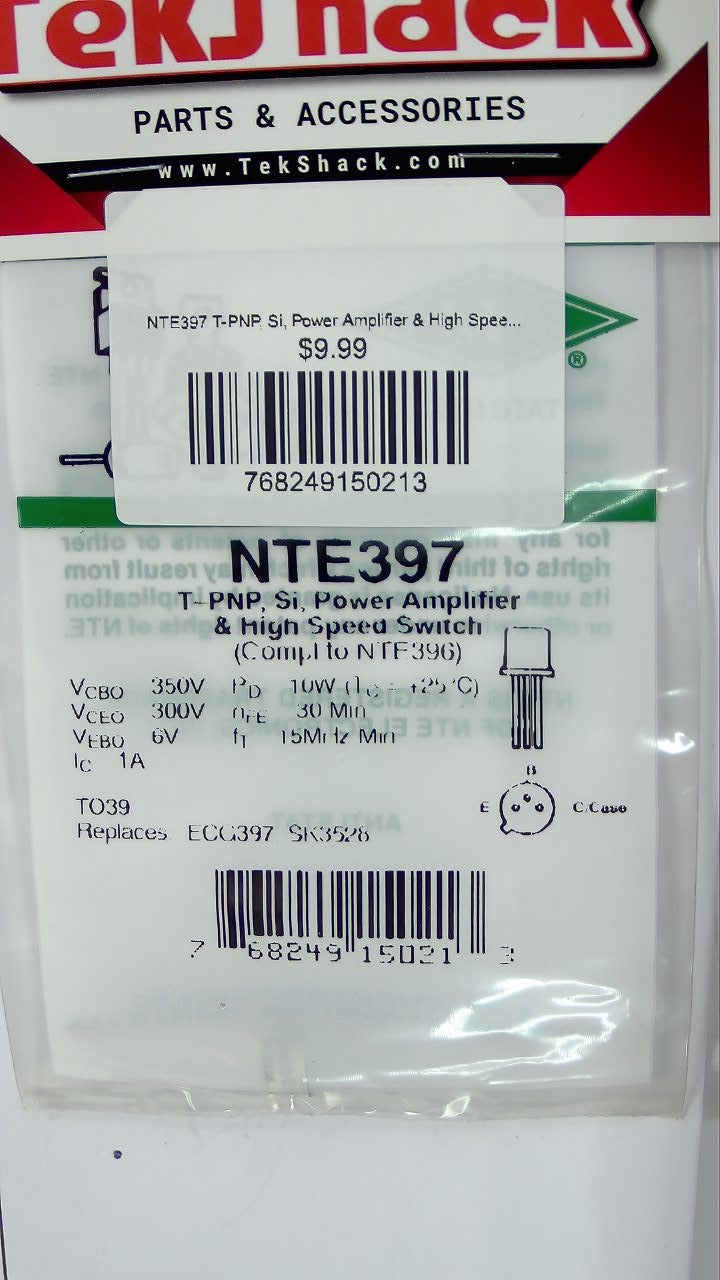 TekShack
PARTS & ACCESSORIES
www.TekShack.com
NTE397 T-PNP, Si, Power Amplifier & High Spee...
$9.99
768249150213
®
NTE397
T-PNP, Si, Power Amplifier
& High Speed Switch
(Compl to NTE396)
VCBO 350V PD 10W (TC = +25°C)
VCEO 300V hFE 30 Min
VEBO 6V fT 15MHz Min
IC 1A
B
E C/Case
TO39
Replaces ECG397 SK3528
7 68249 15021 3